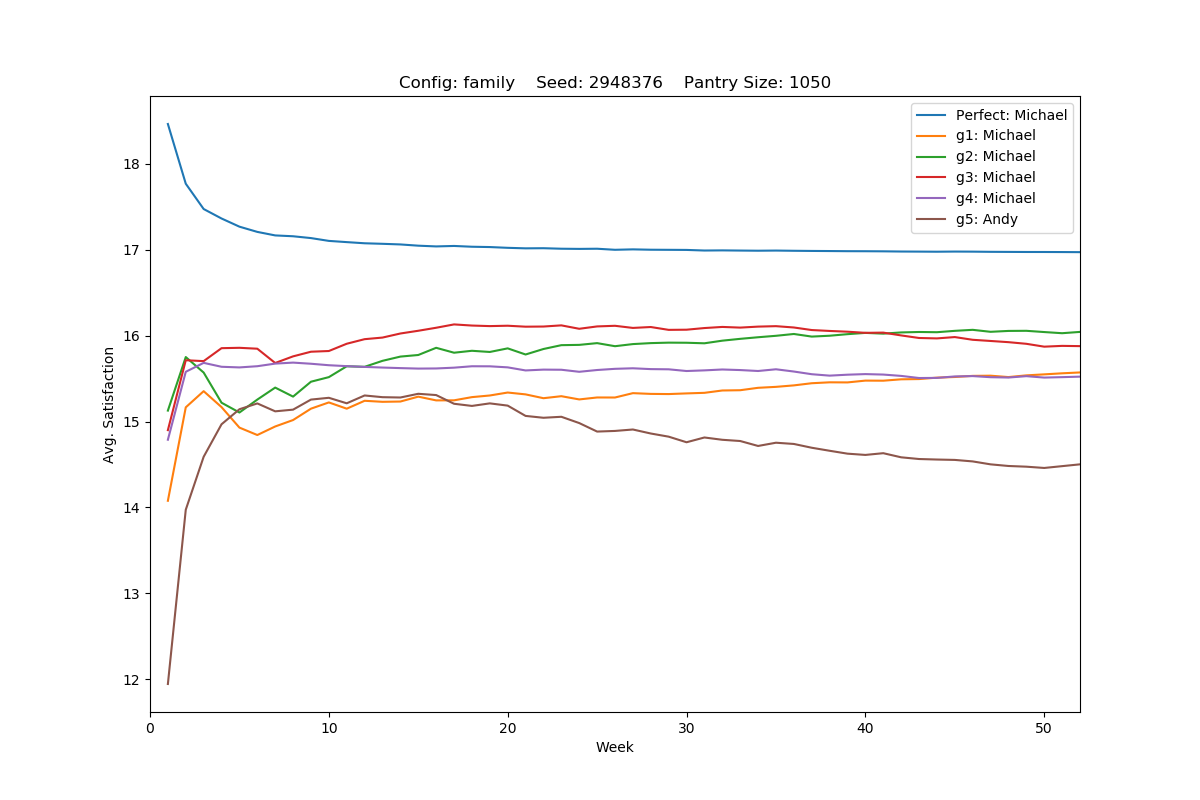 Config: family    Seed: 2948376    Pantry Size: 1050
Perfect: Michael
g1: Michael
g2: Michael
g3: Michael
g4: Michael
g5: Andy
Avg. Satisfaction
18
17
16
15
14
13
12
0 10 20 30 40 50
Week